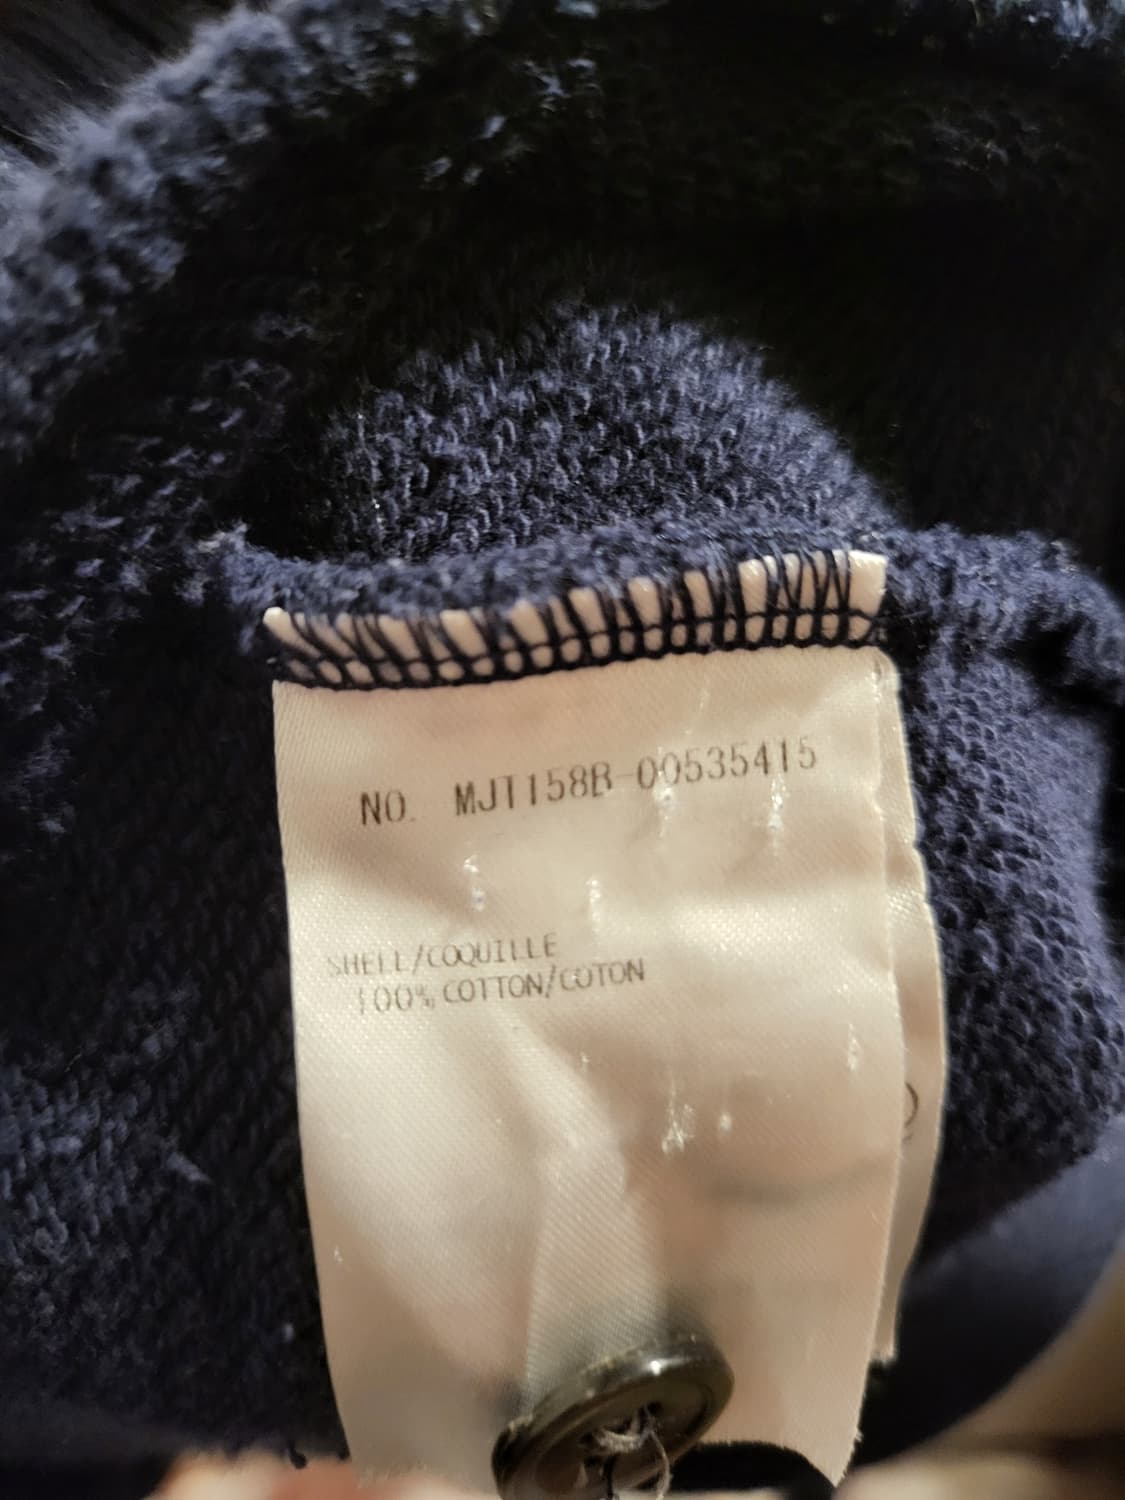 NO. MJT158B-00535415
SHELL/COQUILLE
100% COTTON/COTON